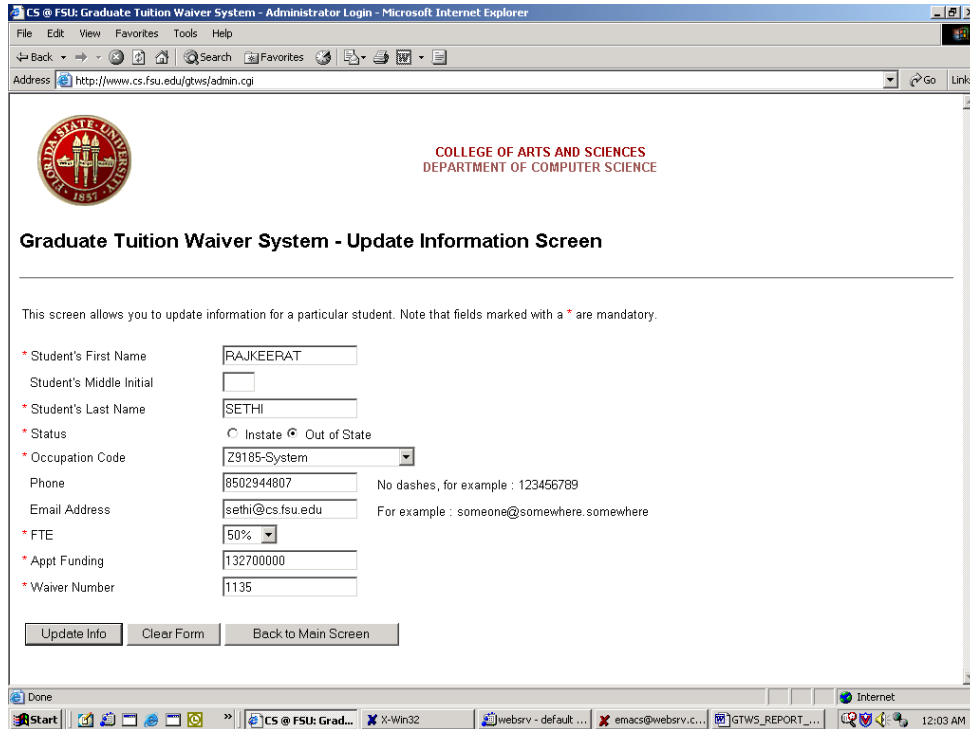 CS @ FSU: Graduate Tuition Waiver System - Administrator Login - Microsoft Internet Explorer
File Edit View Favorites Tools Help
Back Search Favorites
Address http://www.cs.fsu.edu/gtws/admin.cgi Go Link
FLORIDA STATE UNIVERSITY
1857
COLLEGE OF ARTS AND SCIENCES
DEPARTMENT OF COMPUTER SCIENCE
Graduate Tuition Waiver System - Update Information Screen
This screen allows you to update information for a particular student. Note that fields marked with a * are mandatory.
* Student's First Name RAJKEERAT
Student's Middle Initial
* Student's Last Name SETHI
* Status Instate Out of State
* Occupation Code Z9185-System
Phone 8502944807 No dashes, for example : 123456789
Email Address sethi@cs.fsu.edu For example : someone@somewhere.somewhere
* FTE 50%
* Appt Funding 132700000
* Waiver Number 1135
Update Info Clear Form Back to Main Screen
Done Internet
Start » CS @ FSU: Grad... X-Win32 websrv - default ... emacs@websrv.c... GTWS_REPORT_... 12:03 AM